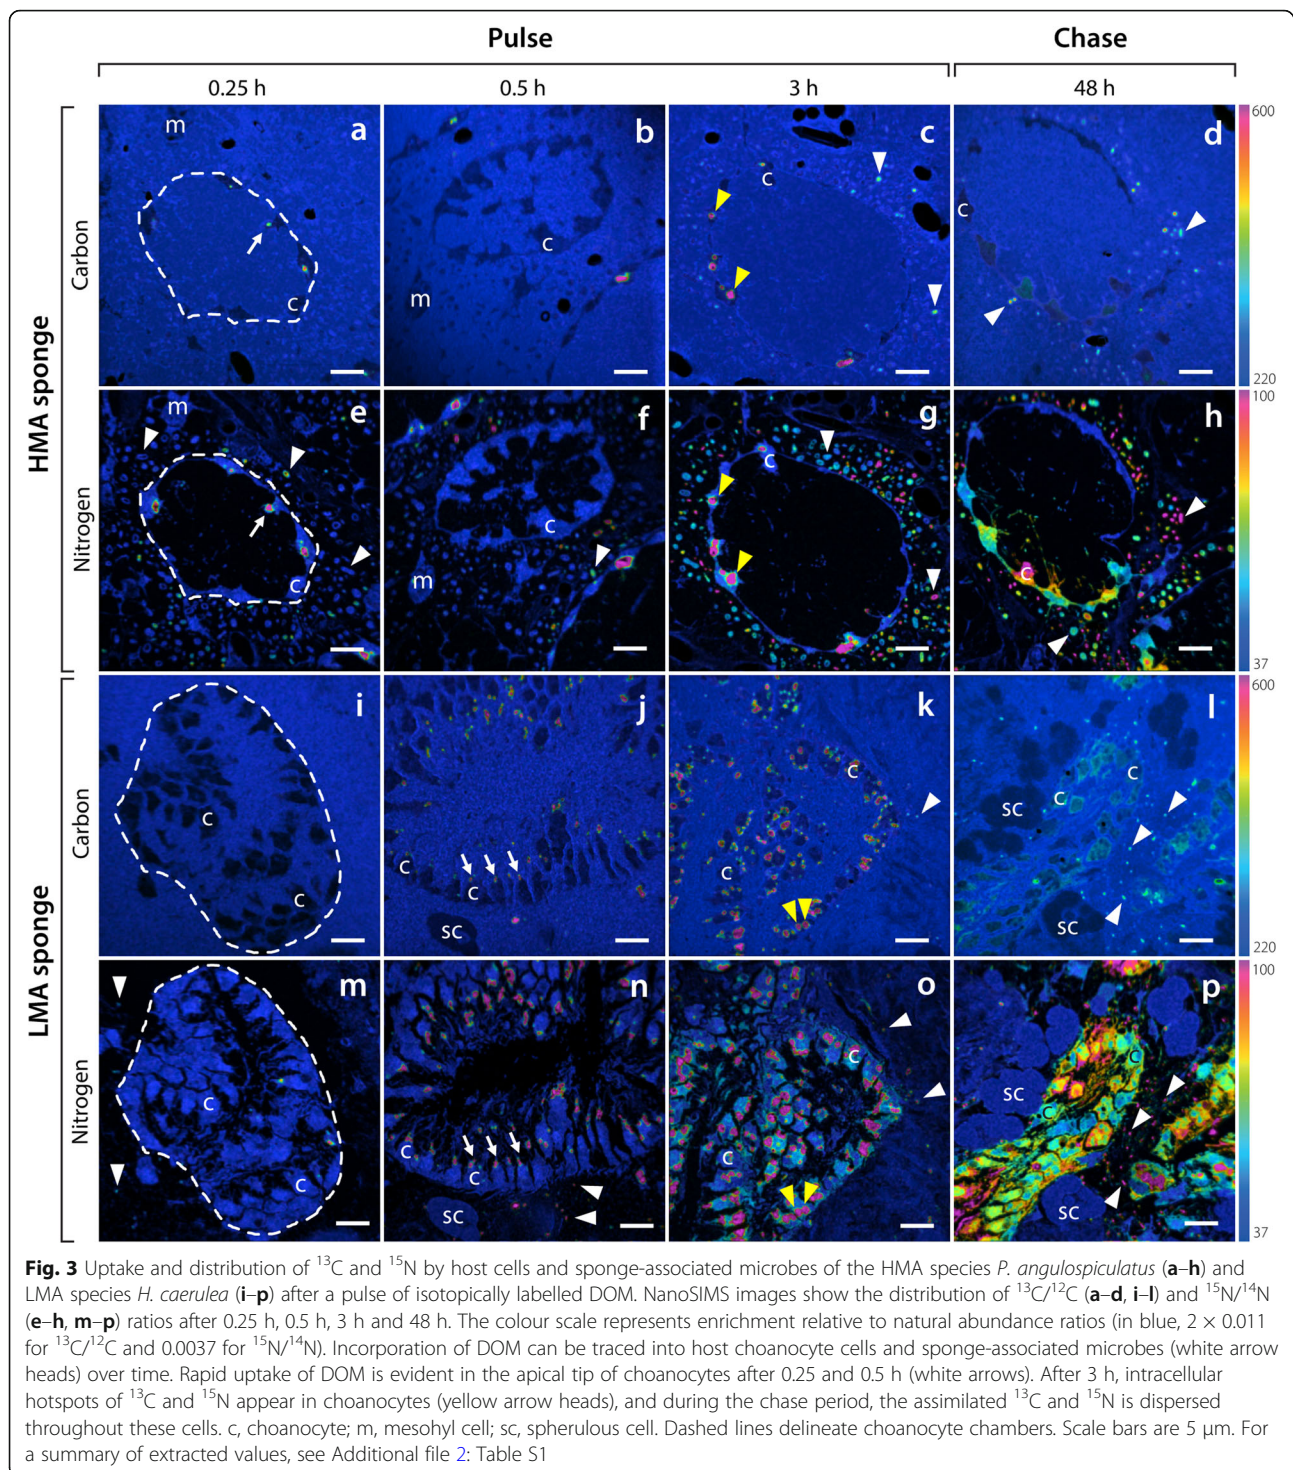 Pulse
Chase
0.25 h
0.5 h
3 h
48 h
HMA sponge
Carbon
m
c
a
m
c
b
c
c
c
d
600
220
Nitrogen
m
c
e
m
c
f
c
g
c
h
100
37
LMA sponge
Carbon
c
c
i
c
c
sc
j
c
c
k
c
c
sc
sc
l
600
220
Nitrogen
c
c
m
c
c
sc
n
c
c
o
c
c
sc
sc
p
100
37
Fig. 3 Uptake and distribution of ¹³C and ¹⁵N by host cells and sponge-associated microbes of the HMA species P. angulospiculatus (a–h) and
LMA species H. caerulea (i–p) after a pulse of isotopically labelled DOM. NanoSIMS images show the distribution of ¹³C/¹²C (a–d, i–l) and ¹⁵N/¹⁴N
(e–h, m–p) ratios after 0.25 h, 0.5 h, 3 h and 48 h. The colour scale represents enrichment relative to natural abundance ratios (in blue, 2 × 0.011
for ¹³C/¹²C and 0.0037 for ¹⁵N/¹⁴N). Incorporation of DOM can be traced into host choanocyte cells and sponge-associated microbes (white arrow
heads) over time. Rapid uptake of DOM is evident in the apical tip of choanocytes after 0.25 and 0.5 h (white arrows). After 3 h, intracellular
hotspots of ¹³C and ¹⁵N appear in choanocytes (yellow arrow heads), and during the chase period, the assimilated ¹³C and ¹⁵N is dispersed
throughout these cells. c, choanocyte; m, mesohyl cell; sc, spherulous cell. Dashed lines delineate choanocyte chambers. Scale bars are 5 μm. For
a summary of extracted values, see Additional file 2: Table S1